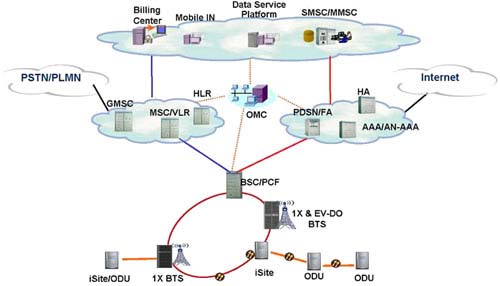 Billing
Center
Mobile IN
Data Service
Platform
SMSC/MMSC
PSTN/PLMN
Internet
HLR
GMSC
MSC/VLR
OMC
HA
PDSN/FA
AAA/AN-AAA
BSC/PCF
1X & EV-DO
BTS
iSite/ODU
1X BTS
iSite
ODU
ODU